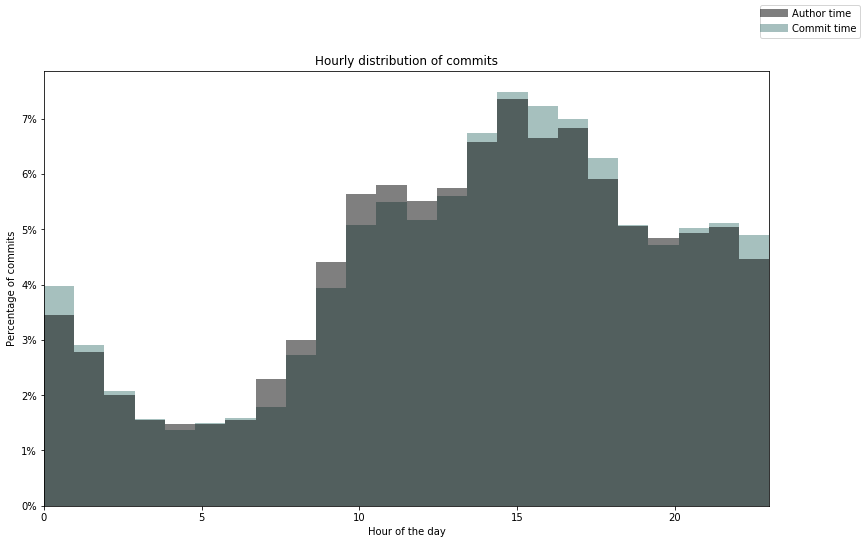 Author time
Commit time
Hourly distribution of commits
7%
6%
5%
4%
3%
2%
1%
0%
Percentage of commits
0 5 10 15 20
Hour of the day